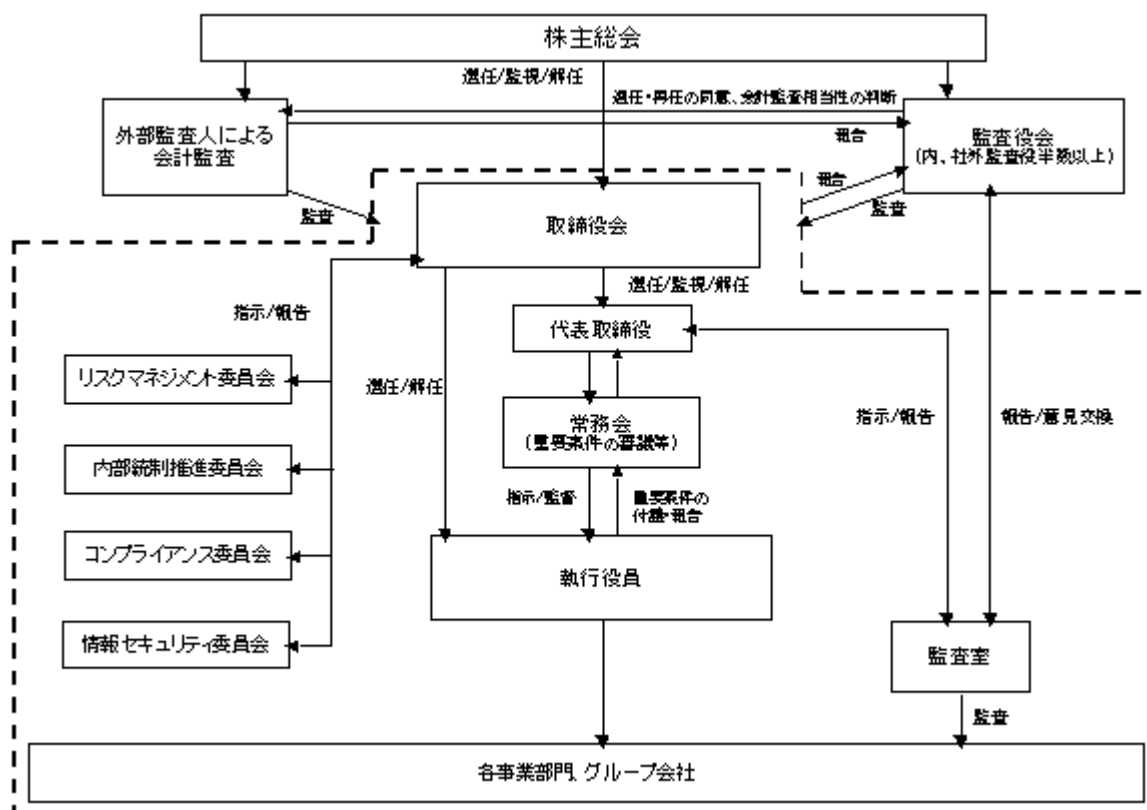 株主総会
選任/監視/解任
選任・再任の同意、会計監査相当性の判断
外部監査人による
会計監査
報告
監査役会
(内、社外監査役半数以上)
監査
報告
監査
取締役会
選任/監視/解任
指示/報告
代表取締役
リスクマネジメント委員会
選任/解任
常務会
(重要案件の審議等)
指示/報告
報告/意見交換
内部統制推進委員会
指示/監督
重要案件の
付議・報告
コンプライアンス委員会
執行役員
情報セキュリティ委員会
監査室
監査
各事業部門、グループ会社